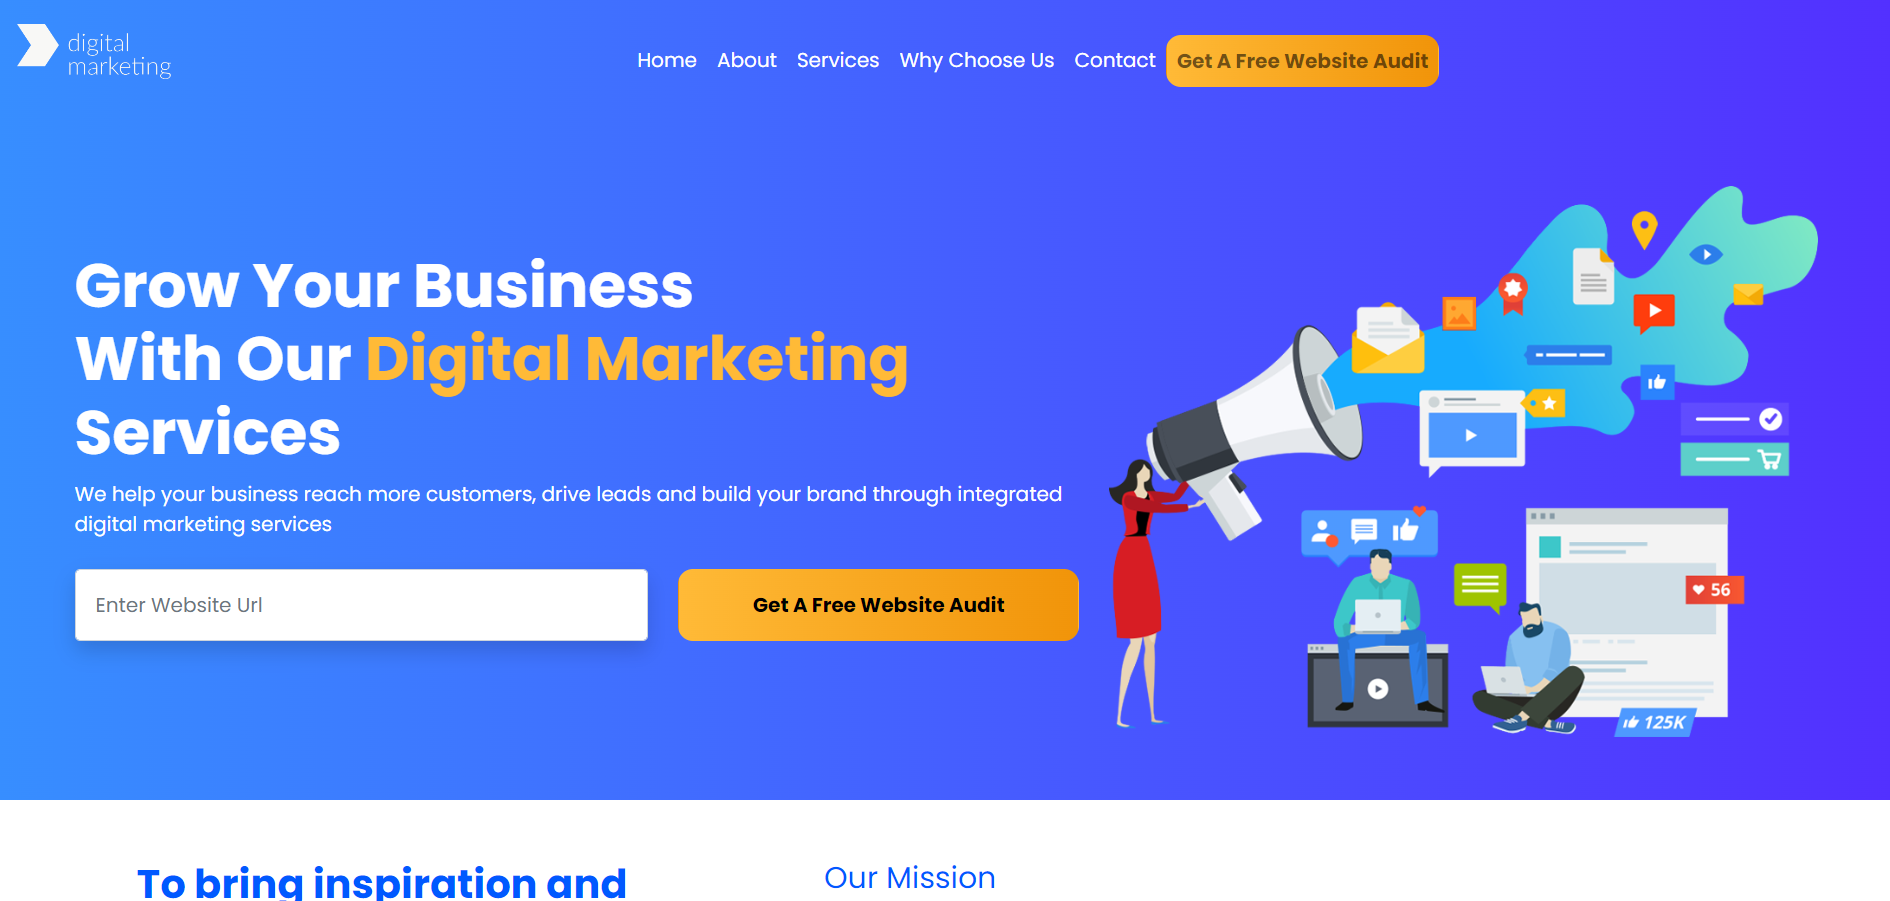 digital
marketing
Home About Services Why Choose Us Contact Get A Free Website Audit
Grow Your Business
With Our Digital Marketing
Services
We help your business reach more customers, drive leads and build your brand through integrated
digital marketing services
Enter Website Url
Get A Free Website Audit
56
125K
To bring inspiration and
Our Mission